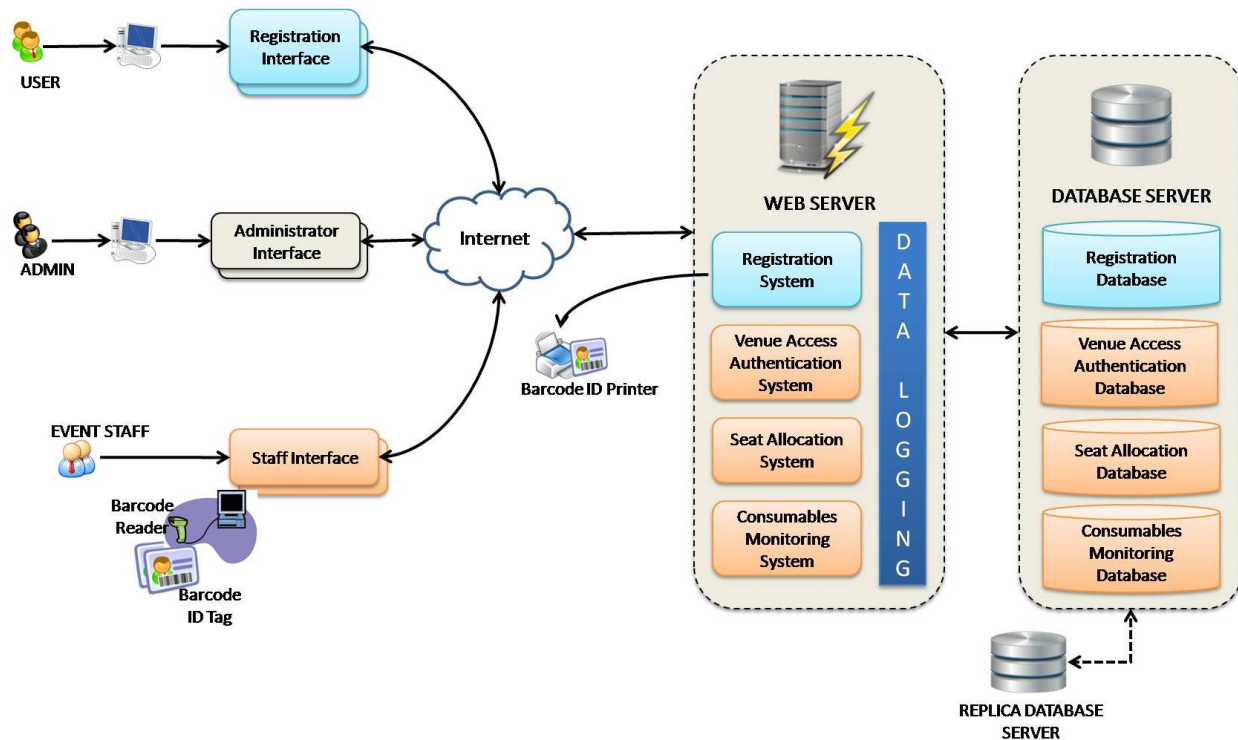 USER
Registration
Interface
ADMIN
Administrator
Interface
Internet
EVENT STAFF
Staff Interface
Barcode
Reader
Barcode
ID Tag
Barcode ID Printer
WEB SERVER
Registration
System
Venue Access
Authentication
System
Seat Allocation
System
Consumables
Monitoring
System
DATA LOGGING
DATABASE SERVER
Registration
Database
Venue Access
Authentication
Database
Seat Allocation
Database
Consumables
Monitoring
Database
REPLICA DATABASE
SERVER